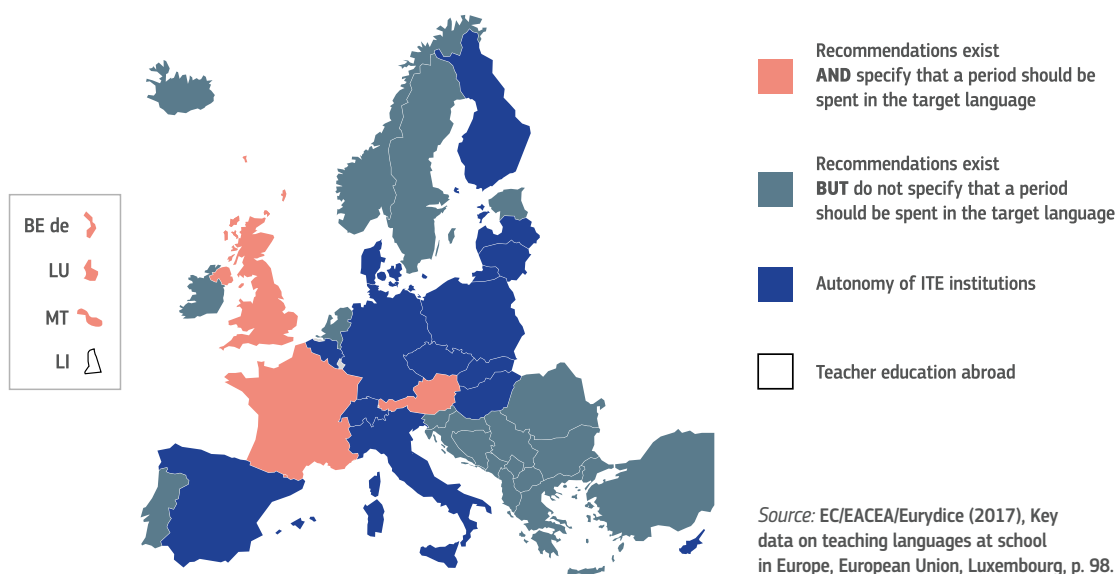 Recommendations exist
AND specify that a period should be
spent in the target language
Recommendations exist
BUT do not specify that a period
should be spent in the target language
Autonomy of ITE institutions
Teacher education abroad
BE de
LU
MT
LI
Source: EC/EACEA/Eurydice (2017), Key
data on teaching languages at school
in Europe, European Union, Luxembourg, p. 98.